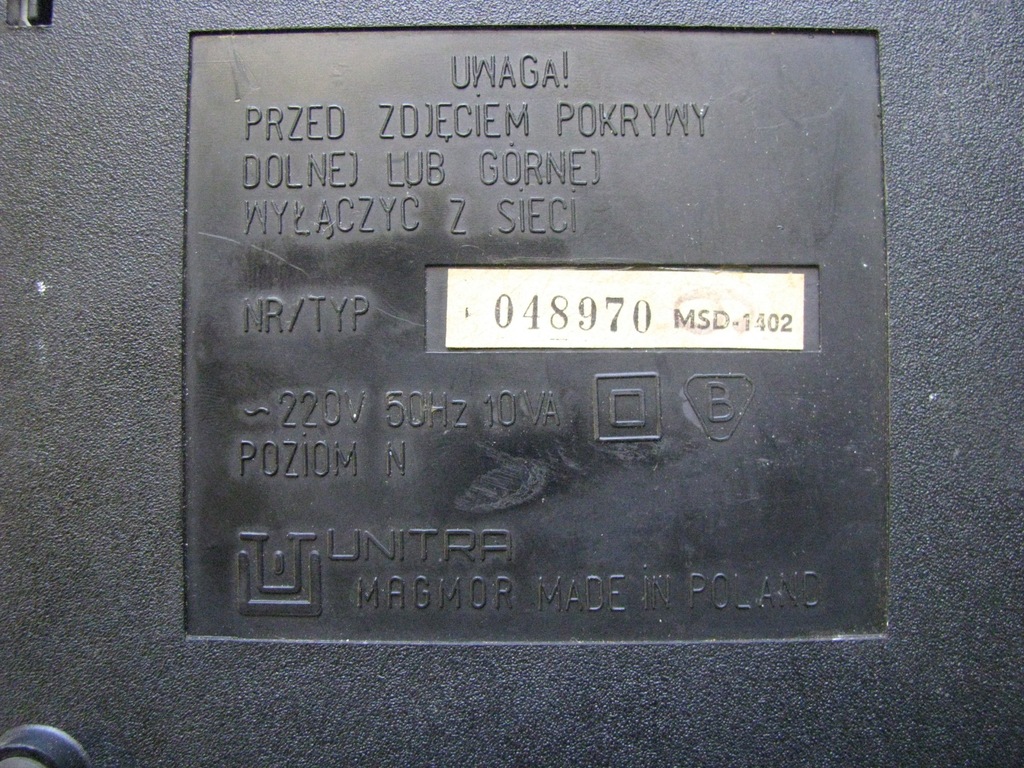 UWAGA!
PRZED ZDJĘCIEM POKRYWY
DOLNEJ LUB GÓRNEJ
WYŁĄCZYĆ Z SIECI
NR/TYP 048970 MSD-1402
~220V 50Hz 10VA B
POZIOM N
UNITRA
MAGMOR MADE IN POLAND